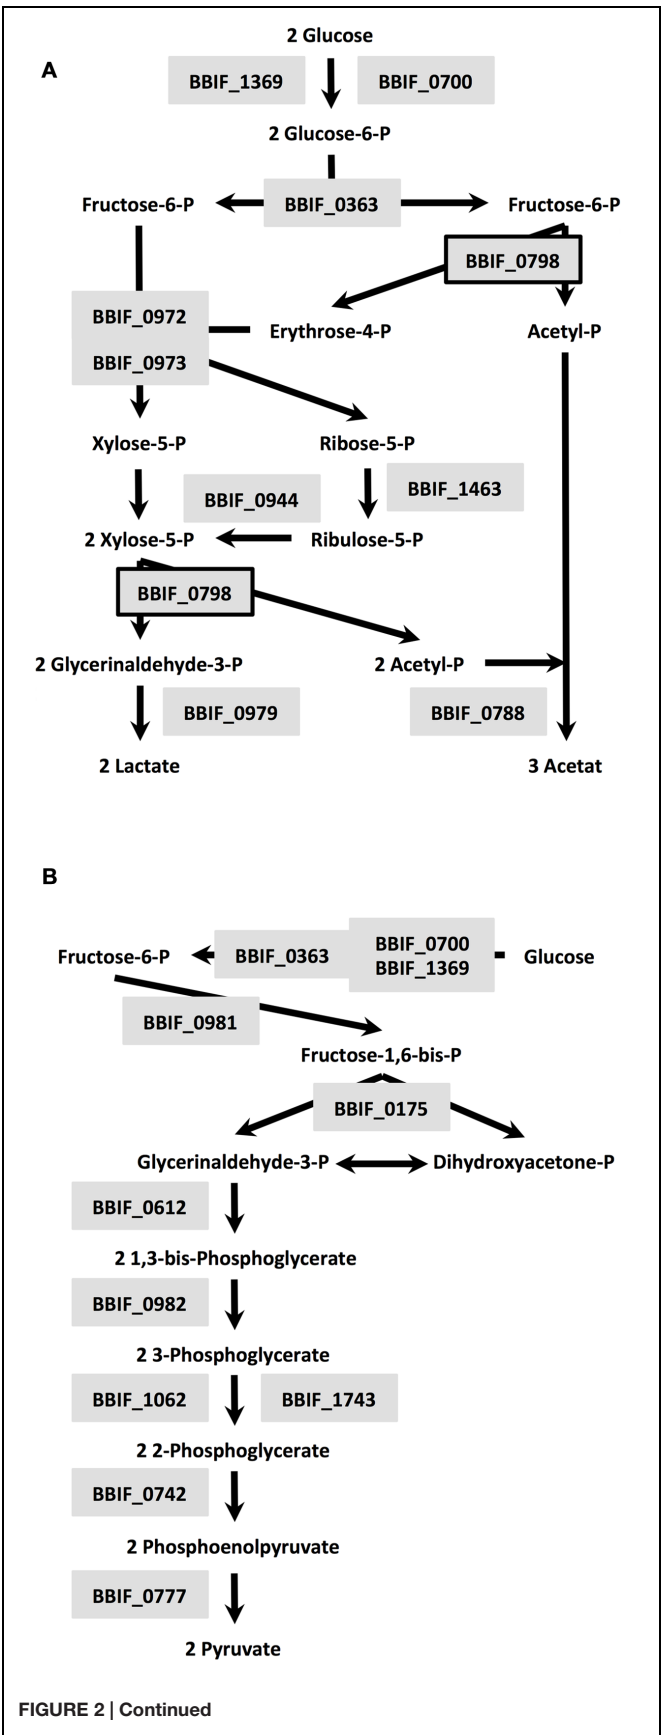 2 Glucose
A
BBIF_1369 BBIF_0700
2 Glucose-6-P
Fructose-6-P BBIF_0363 Fructose-6-P
BBIF_0798
BBIF_0972
Erythrose-4-P Acetyl-P
BBIF_0973
Xylose-5-P Ribose-5-P
BBIF_0944 BBIF_1463
2 Xylose-5-P Ribulose-5-P
BBIF_0798
2 Glycerinaldehyde-3-P 2 Acetyl-P
BBIF_0979 BBIF_0788
2 Lactate 3 Acetat
B
BBIF_0700
Fructose-6-P BBIF_0363 Glucose
BBIF_1369
BBIF_0981
Fructose-1,6-bis-P
BBIF_0175
Glycerinaldehyde-3-P Dihydroxyacetone-P
BBIF_0612
2 1,3-bis-Phosphoglycerate
BBIF_0982
2 3-Phosphoglycerate
BBIF_1062 BBIF_1743
2 2-Phosphoglycerate
BBIF_0742
2 Phosphoenolpyruvate
BBIF_0777
2 Pyruvate
FIGURE 2 | Continued